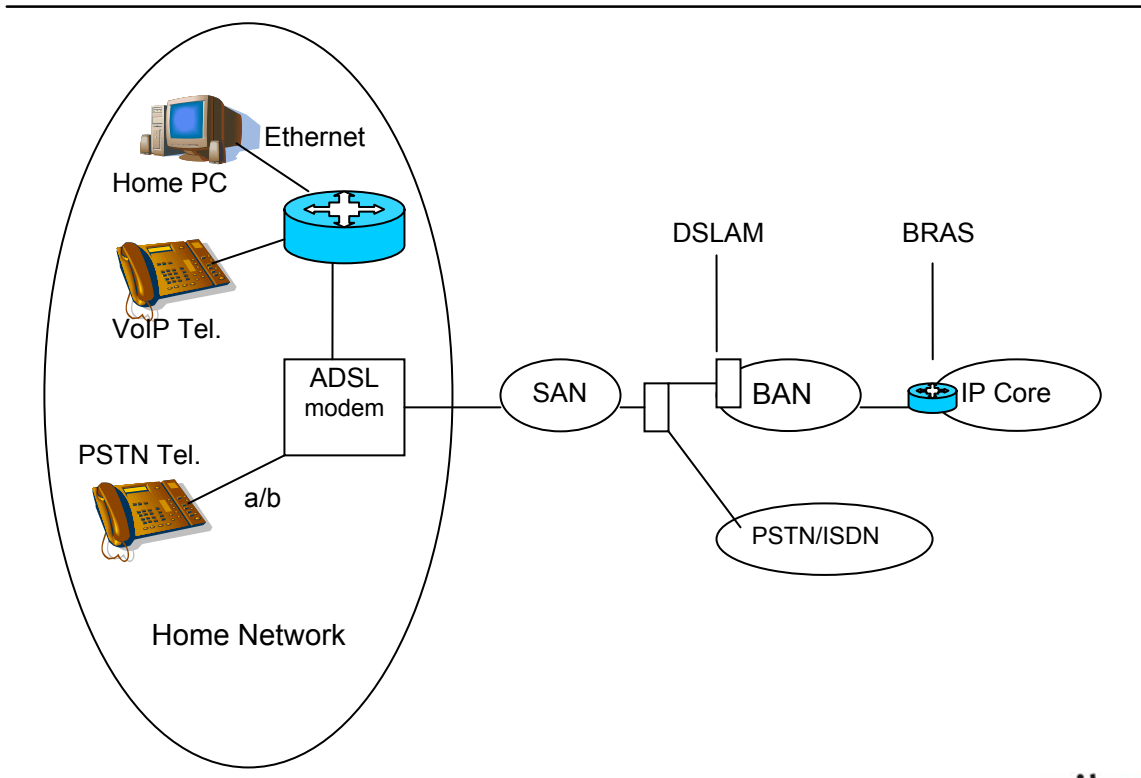 Ethernet
Home PC
DSLAM
BRAS
VoIP Tel.
ADSL
modem
SAN
BAN
IP Core
PSTN Tel.
a/b
PSTN/ISDN
Home Network